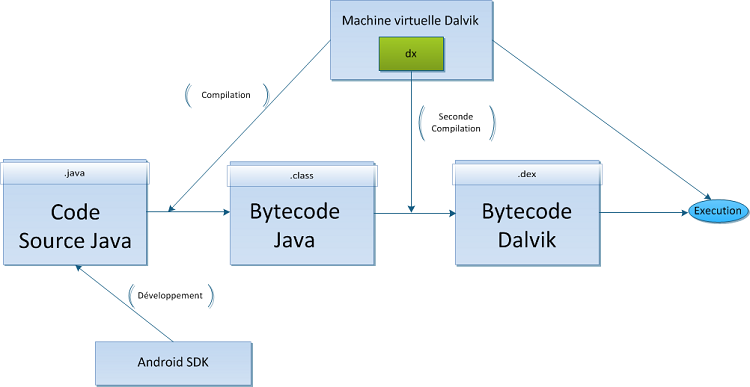 Machine virtuelle Dalvik
dx
Compilation
Seconde
Compilation
.java
Code
Source Java
.class
Bytecode
Java
.dex
Bytecode
Dalvik
Execution
Développement
Android SDK